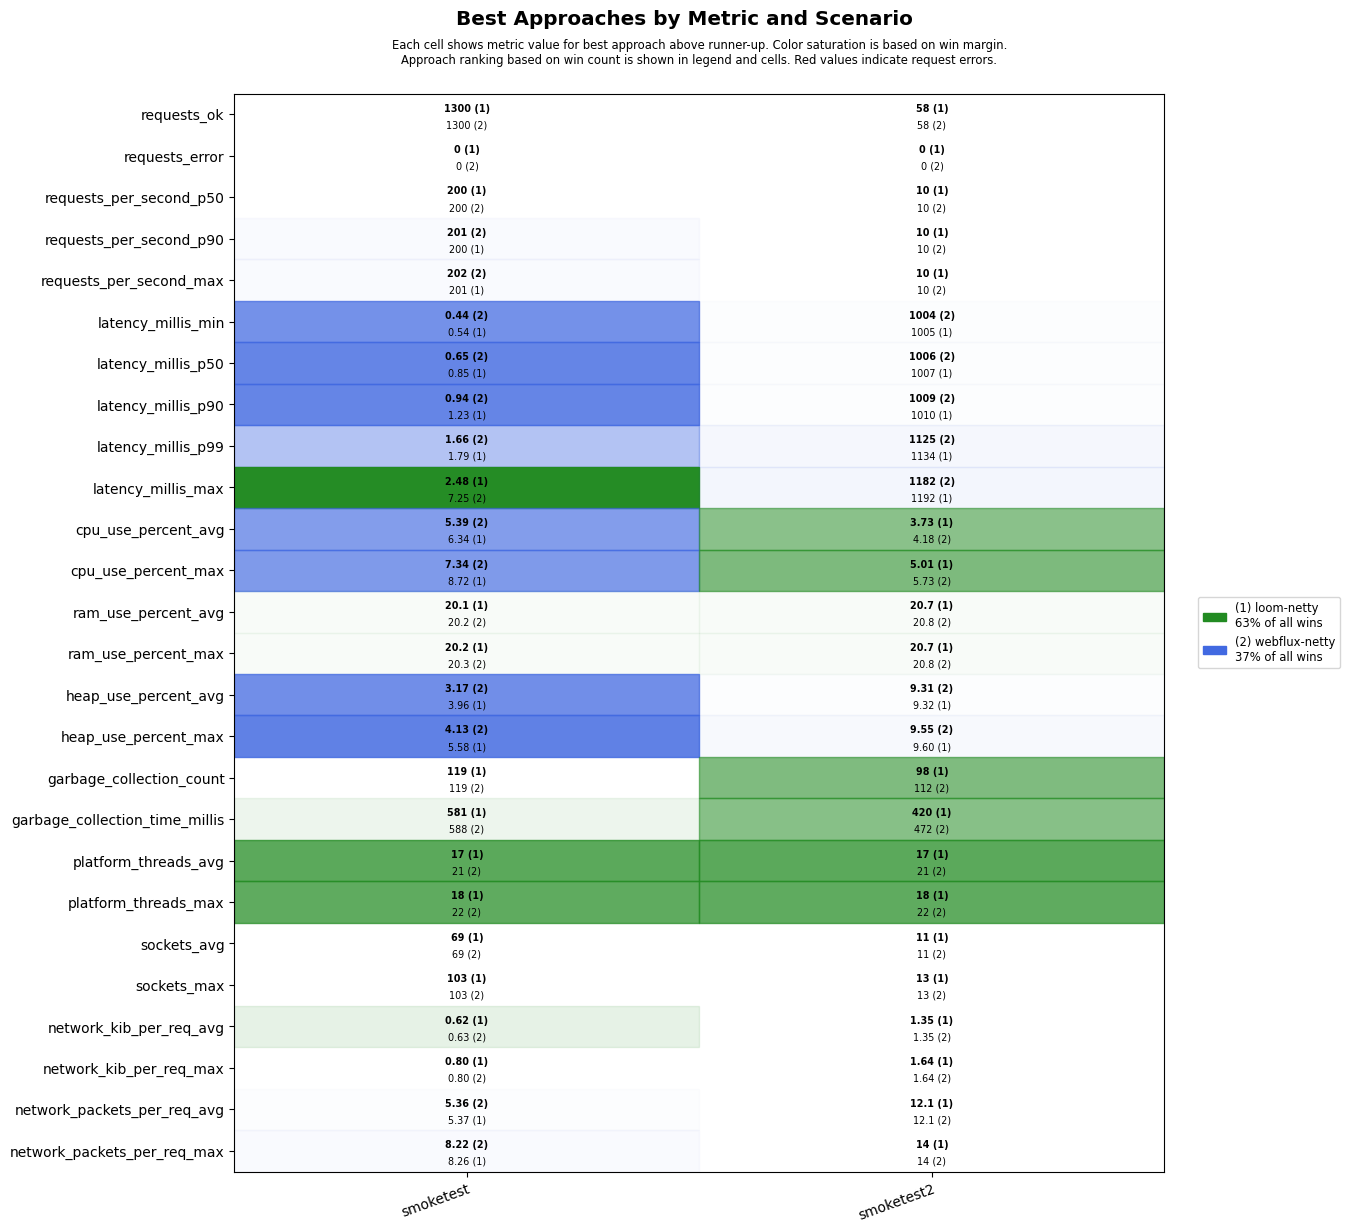 Best Approaches by Metric and Scenario
Each cell shows metric value for best approach above runner-up. Color saturation is based on win margin.
Approach ranking based on win count is shown in legend and cells. Red values indicate request errors.
requests_ok
1300 (1)
1300 (2)
58 (1)
58 (2)
requests_error
0 (1)
0 (2)
0 (1)
0 (2)
requests_per_second_p50
200 (1)
200 (2)
10 (1)
10 (2)
requests_per_second_p90
201 (2)
200 (1)
10 (1)
10 (2)
requests_per_second_max
202 (2)
201 (1)
10 (1)
10 (2)
latency_millis_min
0.44 (2)
0.54 (1)
1004 (2)
1005 (1)
latency_millis_p50
0.65 (2)
0.85 (1)
1006 (2)
1007 (1)
latency_millis_p90
0.94 (2)
1.23 (1)
1009 (2)
1010 (1)
latency_millis_p99
1.66 (2)
1.79 (1)
1125 (2)
1134 (1)
latency_millis_max
2.48 (1)
7.25 (2)
1182 (2)
1192 (1)
cpu_use_percent_avg
5.39 (2)
6.34 (1)
3.73 (1)
4.18 (2)
cpu_use_percent_max
7.34 (2)
8.72 (1)
5.01 (1)
5.73 (2)
ram_use_percent_avg
20.1 (1)
20.2 (2)
20.7 (1)
20.8 (2)
ram_use_percent_max
20.2 (1)
20.3 (2)
20.7 (1)
20.8 (2)
heap_use_percent_avg
3.17 (2)
3.96 (1)
9.31 (2)
9.32 (1)
heap_use_percent_max
4.13 (2)
5.58 (1)
9.55 (2)
9.60 (1)
garbage_collection_count
119 (1)
119 (2)
98 (1)
112 (2)
garbage_collection_time_millis
581 (1)
588 (2)
420 (1)
472 (2)
platform_threads_avg
17 (1)
21 (2)
17 (1)
21 (2)
platform_threads_max
18 (1)
22 (2)
18 (1)
22 (2)
sockets_avg
69 (1)
69 (2)
11 (1)
11 (2)
sockets_max
103 (1)
103 (2)
13 (1)
13 (2)
network_kib_per_req_avg
0.62 (1)
0.63 (2)
1.35 (1)
1.35 (2)
network_kib_per_req_max
0.80 (1)
0.80 (2)
1.64 (1)
1.64 (2)
network_packets_per_req_avg
5.36 (2)
5.37 (1)
12.1 (1)
12.1 (2)
network_packets_per_req_max
8.22 (2)
8.26 (1)
14 (1)
14 (2)
smoketest
smoketest2
(1) loom-netty
63% of all wins
(2) webflux-netty
37% of all wins